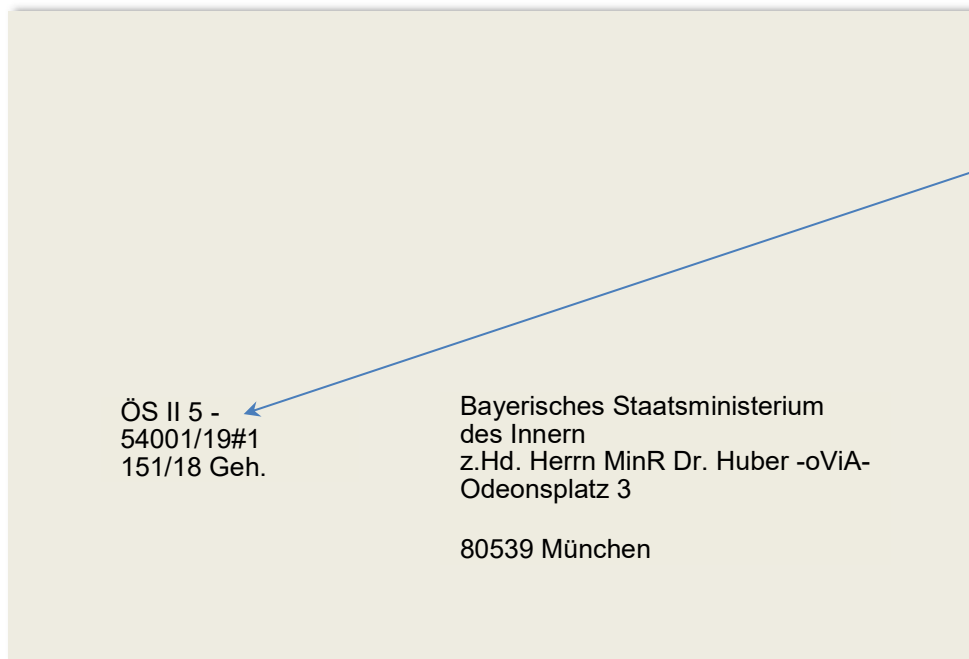 ÖS II 5 -
54001/19#1
151/18 Geh.
Bayerisches Staatsministerium
des Innern
z.Hd. Herrn MinR Dr. Huber -oViA-
Odeonsplatz 3
80539 München